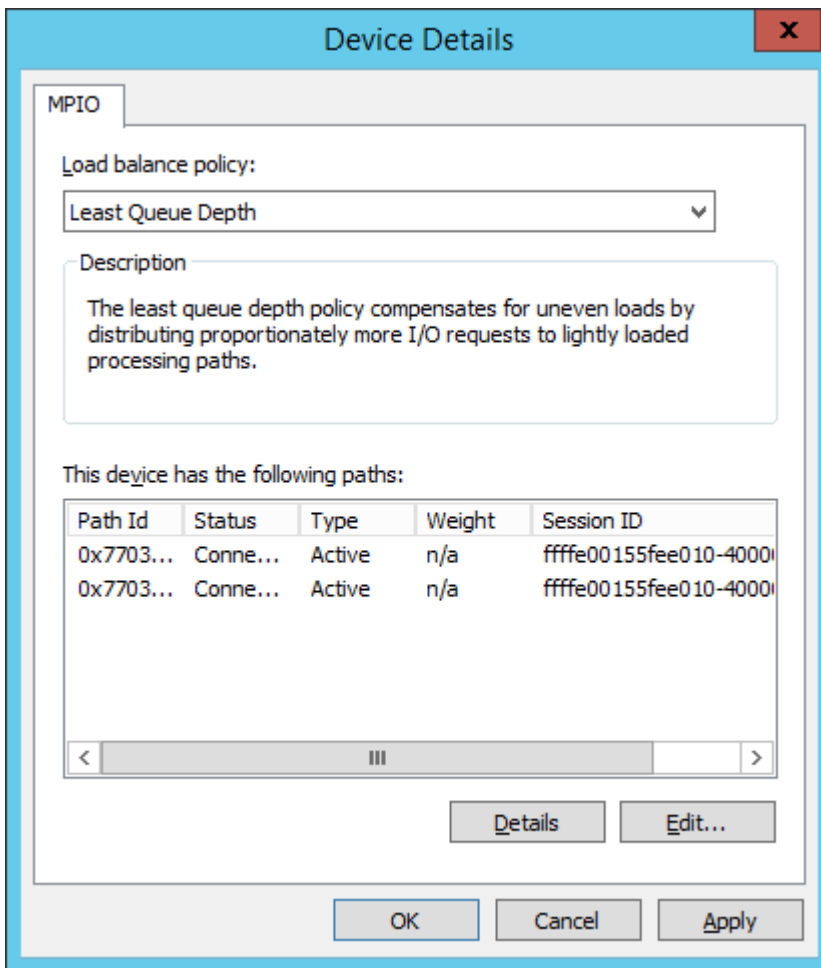 Device Details
x
MPIO
Load balance policy:
Least Queue Depth
Description
The least queue depth policy compensates for uneven loads by
distributing proportionately more I/O requests to lightly loaded
processing paths.
This device has the following paths:
Path Id Status Type Weight Session ID
0x7703... Conne... Active n/a ffffe00155fee010-4000
0x7703... Conne... Active n/a ffffe00155fee010-4000
Details Edit...
OK Cancel Apply